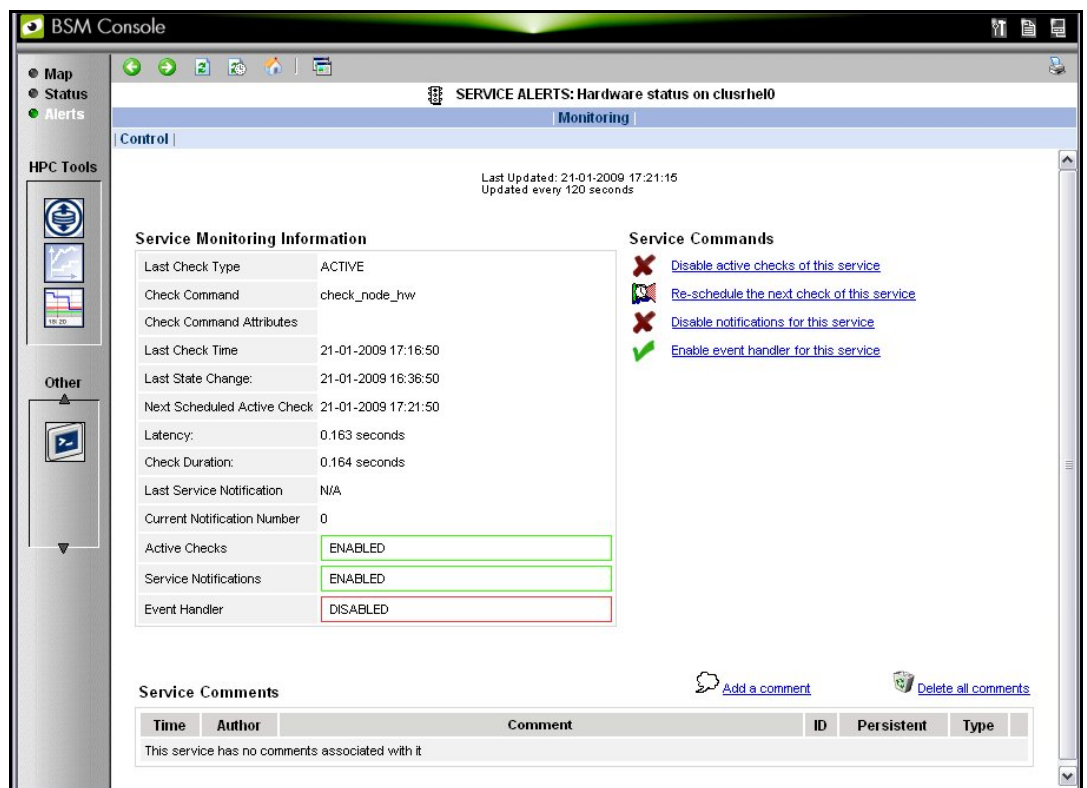 BSM Console
Map
Status
Alerts
SERVICE ALERTS: Hardware status on clusrhel0
Monitoring |
| Control |
HPC Tools
18 20
Other
Last Updated: 21-01-2009 17:21:15
Updated every 120 seconds
Service Monitoring Information
Last Check Type ACTIVE
Check Command check_node_hw
Check Command Attributes
Last Check Time 21-01-2009 17:16:50
Last State Change: 21-01-2009 16:36:50
Next Scheduled Active Check 21-01-2009 17:21:50
Latency: 0.163 seconds
Check Duration: 0.164 seconds
Last Service Notification N/A
Current Notification Number 0
Active Checks ENABLED
Service Notifications ENABLED
Event Handler DISABLED
Service Commands
Disable active checks of this service
Re-schedule the next check of this service
Disable notifications for this service
Enable event handler for this service
Service Comments
Add a comment
Delete all comments
Time Author Comment ID Persistent Type
This service has no comments associated with it